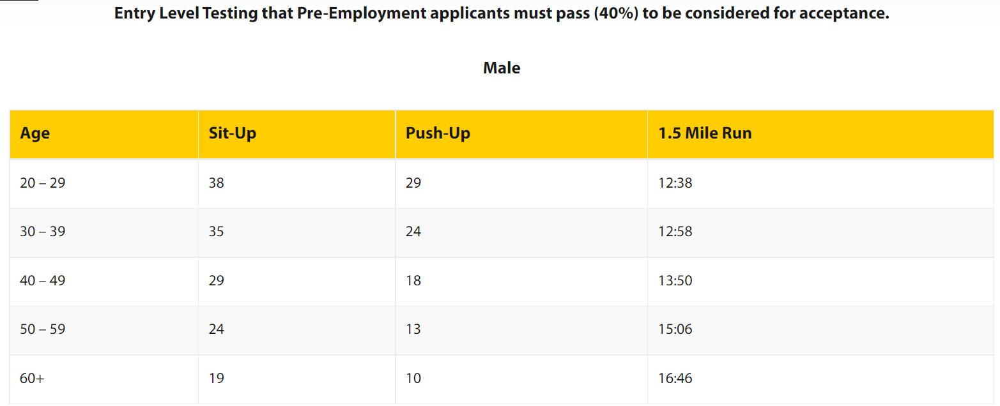 Entry Level Testing that Pre-Employment applicants must pass (40%) to be considered for acceptance.
Male
Age Sit-Up Push-Up 1.5 Mile Run
20 – 29 38 29 12:38
30 – 39 35 24 12:58
40 – 49 29 18 13:50
50 – 59 24 13 15:06
60+ 19 10 16:46